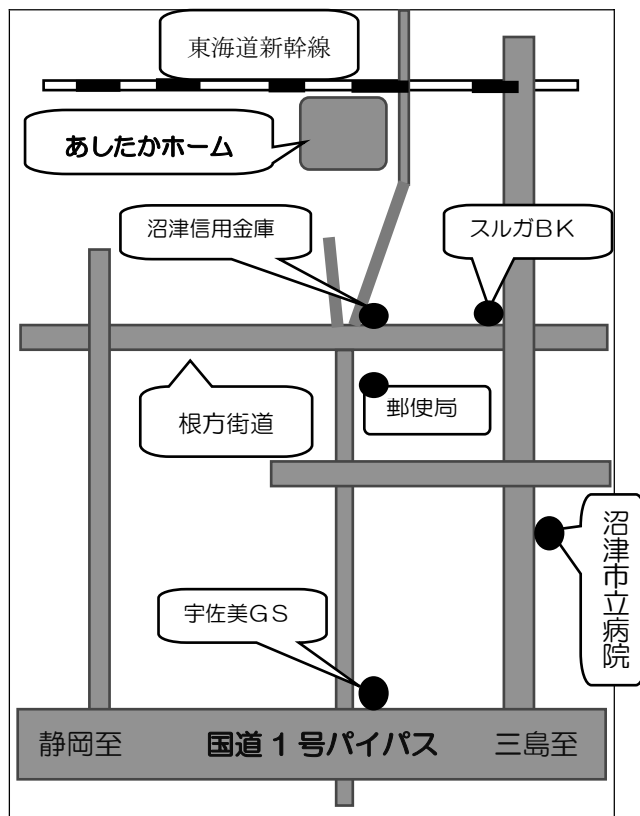 東海道新幹線
あしたかホーム
沼津信用金庫
スルガBK
根方街道
郵便局
沼津市立病院
宇佐美GS
静岡至
国道1号パイパス
三島至